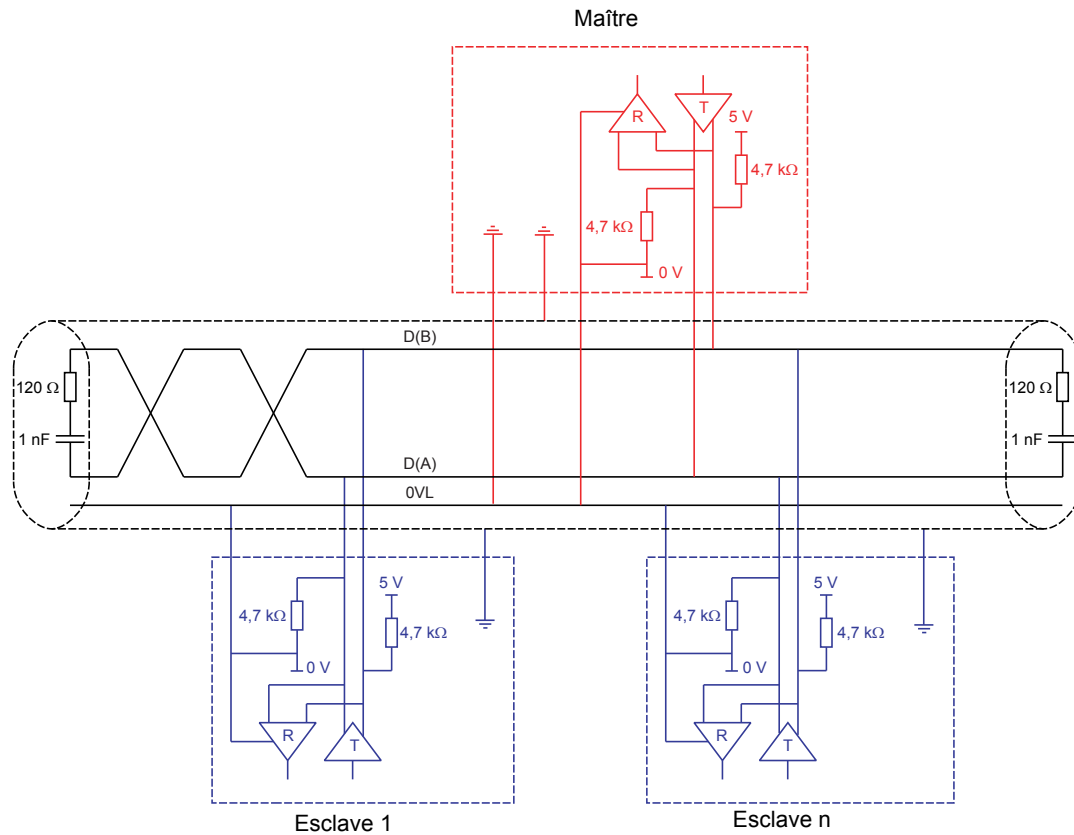 Maître
R
T
5 V
4,7 kΩ
4,7 kΩ
0 V
D(B)
120 Ω
1 nF
120 Ω
1 nF
D(A)
0VL
5 V
4,7 kΩ
4,7 kΩ
0 V
R
T
5 V
4,7 kΩ
4,7 kΩ
0 V
R
T
Esclave 1
Esclave n